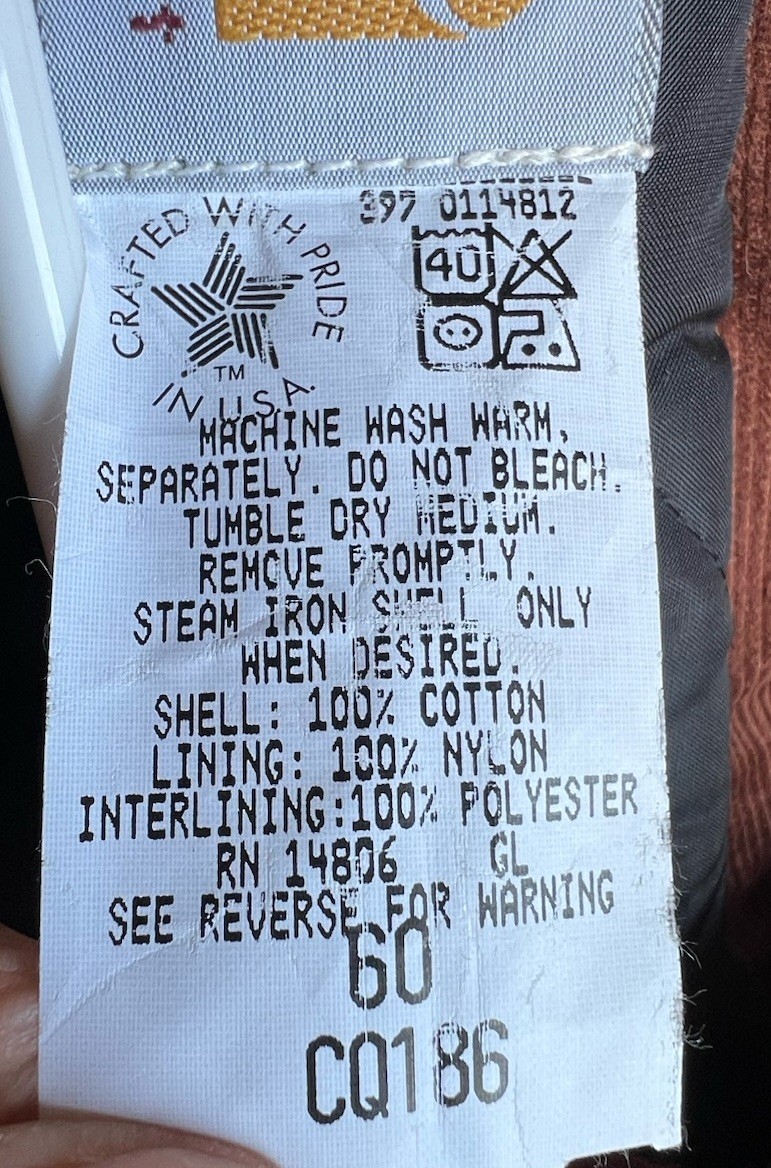 397 0114812
CRAFTED WITH PRIDE
TM
IN U.S.A.
40
MACHINE WASH WARM,
SEPARATELY. DO NOT BLEACH.
TUMBLE DRY MEDIUM.
REMOVE PROMPTLY.
STEAM IRON SHELL ONLY
WHEN DESIRED.
SHELL: 100% COTTON
LINING: 100% NYLON
INTERLINING:100% POLYESTER
RN 14806 GL
SEE REVERSE FOR WARNING
60
CQ186